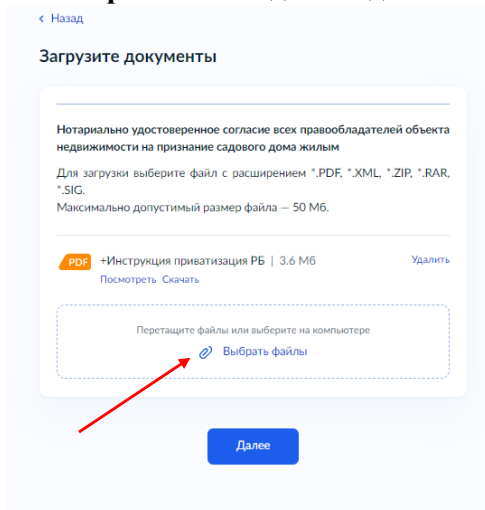 Назад
Загрузите документы
Нотариально удостоверенное согласие всех правообладателей объекта
недвижимости на признание садового дома жилым
Для загрузки выберите файл с расширением *.PDF, *.XML, *.ZIP, *.RAR,
*.SIG.
Максимально допустимый размер файла — 50 Мб.
PDF +Инструкция приватизация РБ | 3.6 Мб Удалить
Посмотреть Скачать
Перетащите файлы или выберите на компьютере
Выбрать файлы
Далее